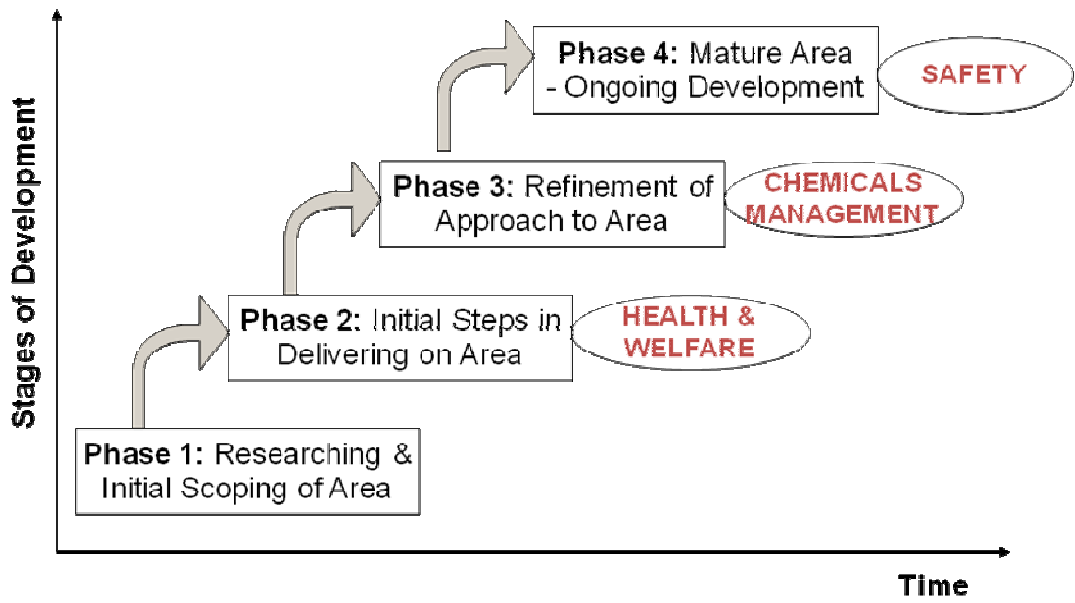 Stages of Development
Phase 4: Mature Area
- Ongoing Development
SAFETY
Phase 3: Refinement of
Approach to Area
CHEMICALS
MANAGEMENT
Phase 2: Initial Steps in
Delivering on Area
HEALTH &
WELFARE
Phase 1: Researching &
Initial Scoping of Area
Time